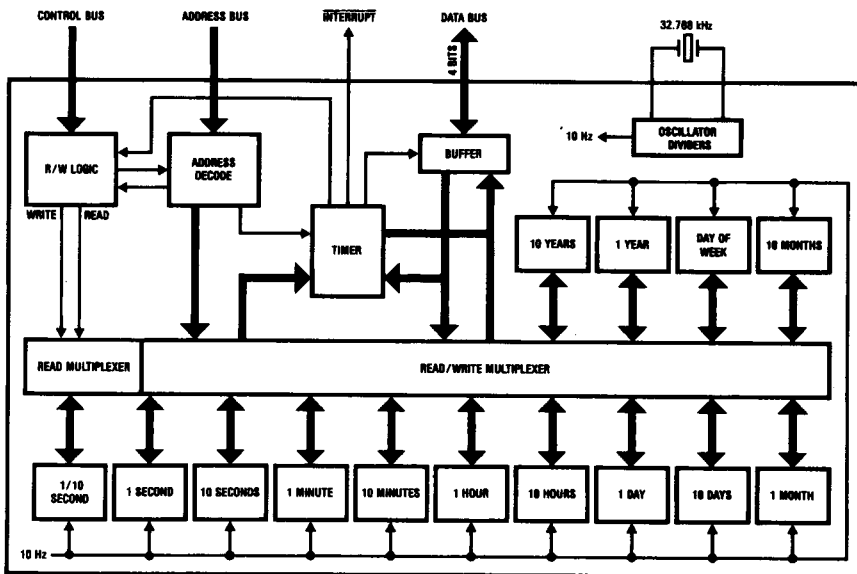 CONTROL BUS
ADDRESS BUS
INTERRUPT
DATA BUS
32.768 kHz
4 BITS
10 Hz
OSCILLATOR
DIVIDERS
R/W LOGIC
ADDRESS
DECODE
BUFFER
WRITE
READ
TIMER
10 YEARS
1 YEAR
DAY OF
WEEK
10 MONTHS
READ MULTIPLEXER
READ/WRITE MULTIPLEXER
1/10
SECOND
1 SECOND
10 SECONDS
1 MINUTE
10 MINUTES
1 HOUR
10 HOURS
1 DAY
10 DAYS
1 MONTH
10 Hz